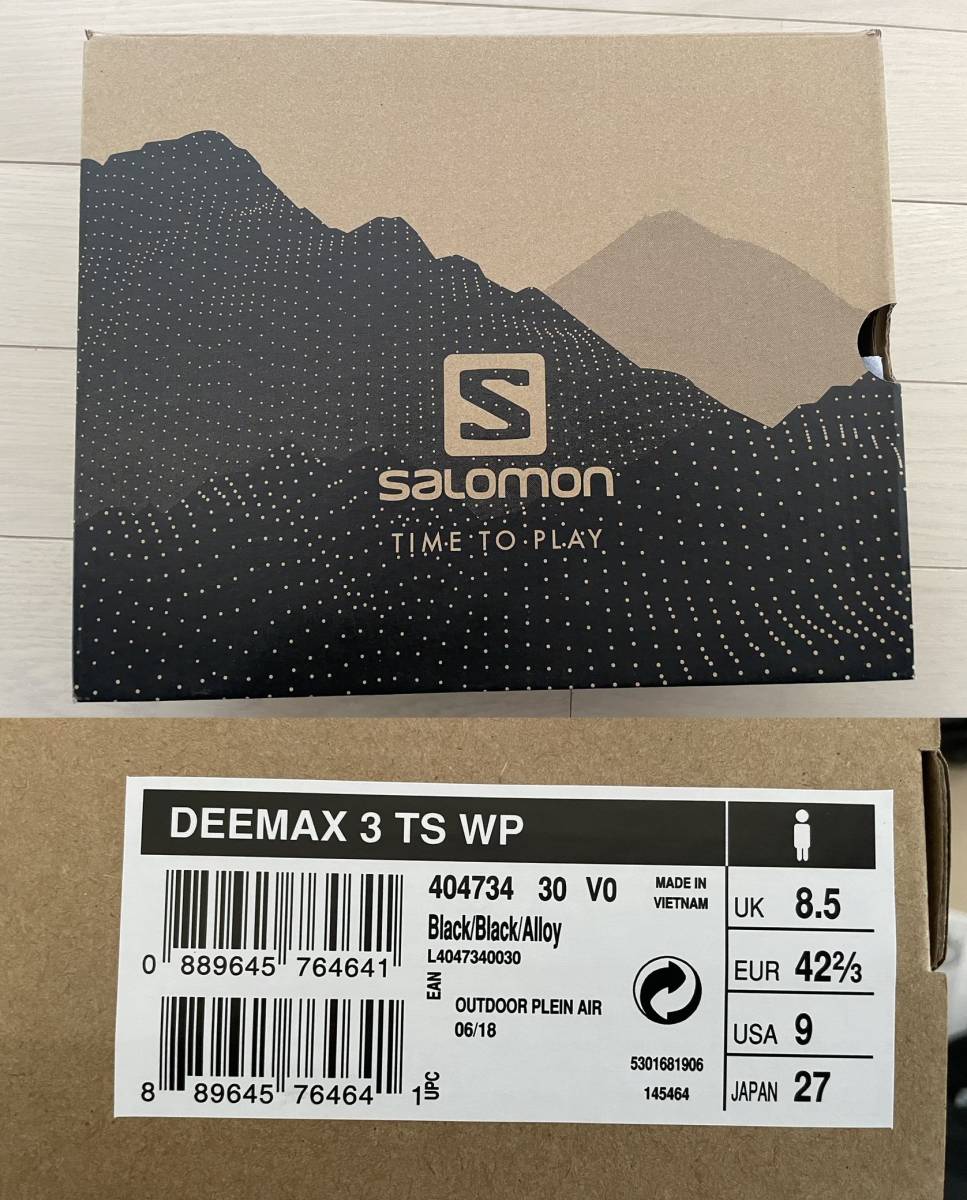 S
salomon
TIME TO PLAY
DEEMAX 3 TS WP
404734 30 V0
MADE IN
VIETNAM
Black/Black/Alloy
L4047340030
0 889645 764641
EAN
OUTDOOR PLEIN AIR
06/18
8 89645 76464 1
UPC
5301681906
145464
UK 8.5
EUR 42⅔
USA 9
JAPAN 27